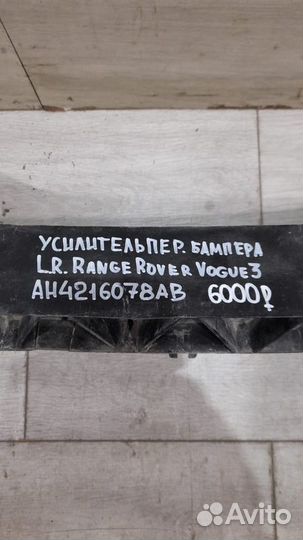 УСИЛИТЕЛЬ ПЕР. БАМПЕРА
L.R. RANGE ROVER VOGUE 3
AH4216078AB 6000₽
Avito